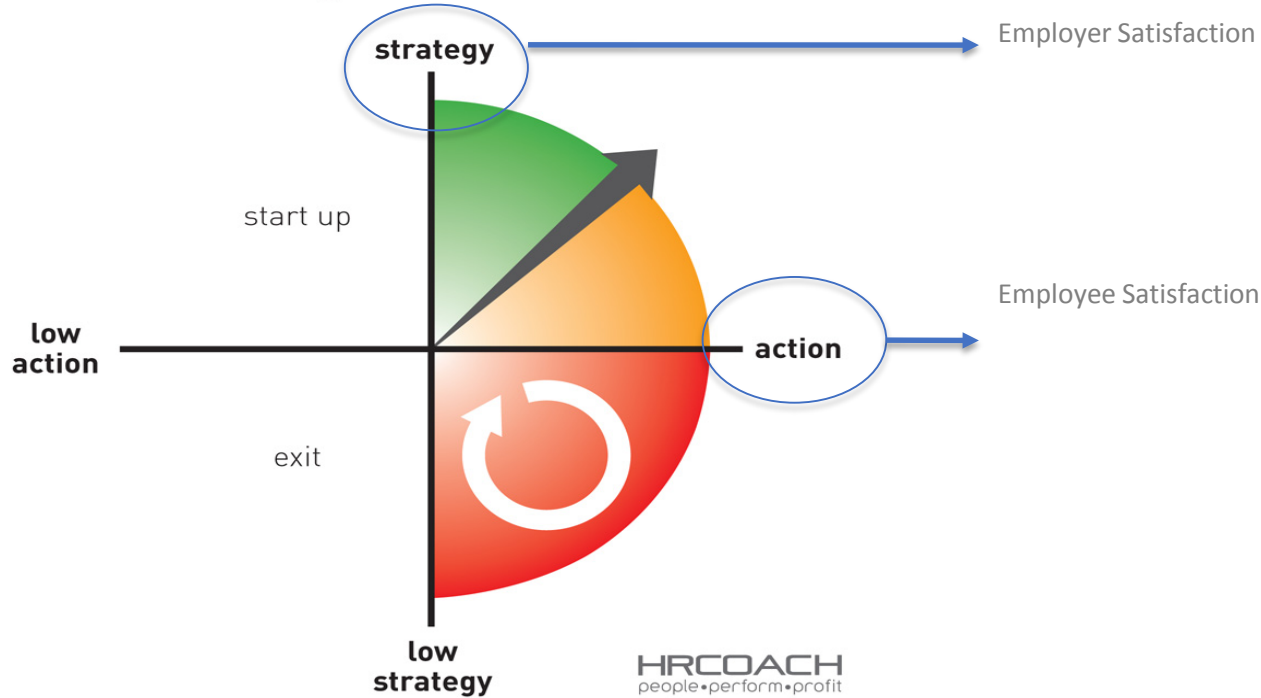 strategy
Employer Satisfaction
start up
Employee Satisfaction
low
action
action
exit
low
strategy
HRCOACH
people•perform•profit